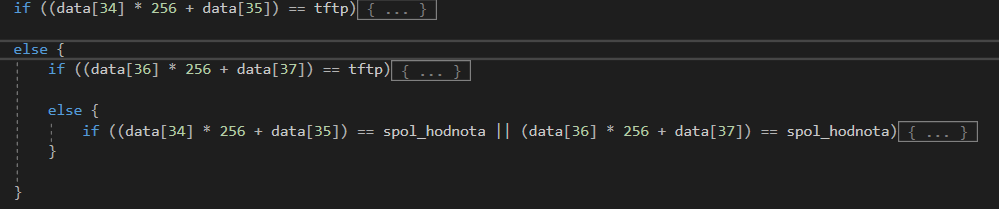 if ((data[34] * 256 + data[35]) == tftp){ ... }
else {
if ((data[36] * 256 + data[37]) == tftp){ ... }
else {
if ((data[34] * 256 + data[35]) == spol_hodnota || (data[36] * 256 + data[37]) == spol_hodnota){ ... }
}
}